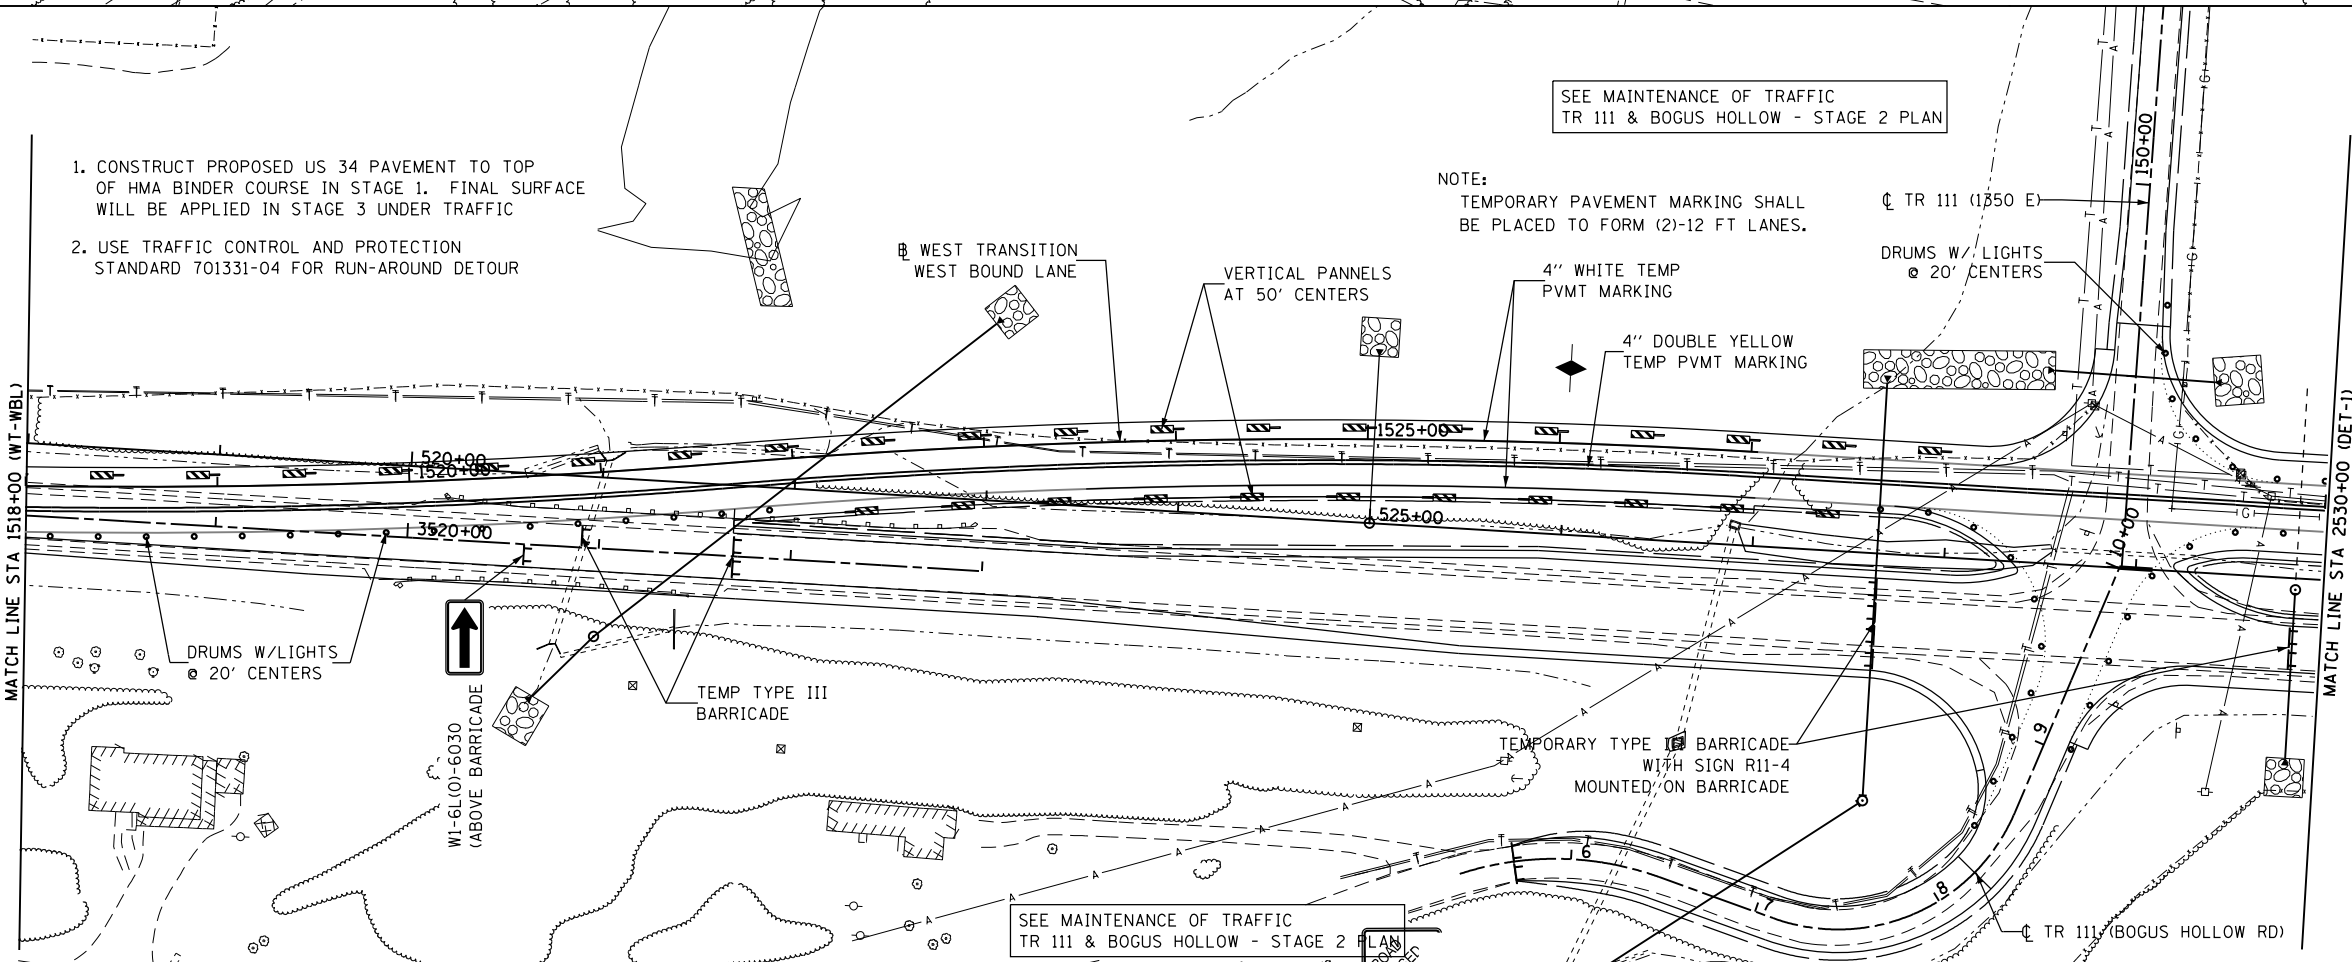 SEE MAINTENANCE OF TRAFFIC
TR 111 & BOGUS HOLLOW - STAGE 2 PLAN
1. CONSTRUCT PROPOSED US 34 PAVEMENT TO TOP
OF HMA BINDER COURSE IN STAGE 1. FINAL SURFACE
WILL BE APPLIED IN STAGE 3 UNDER TRAFFIC
2. USE TRAFFIC CONTROL AND PROTECTION
STANDARD 701331-04 FOR RUN-AROUND DETOUR
NOTE:
TEMPORARY PAVEMENT MARKING SHALL
BE PLACED TO FORM (2)-12 FT LANES.
150+00
℄ TR 111 (1350 E)
DRUMS W/ LIGHTS
@ 20' CENTERS
WEST TRANSITION
WEST BOUND LANE
VERTICAL PANNELS
AT 50' CENTERS
4'' WHITE TEMP
PVMT MARKING
4'' DOUBLE YELLOW
TEMP PVMT MARKING
MATCH LINE STA 1518+00 (WT-WBL)
520+00
1520+00
3520+00
1525+00
525+00
10+00
MATCH LINE STA 2530+00 (DET-1)
DRUMS W/LIGHTS
@ 20' CENTERS
W1-6L(O)-6030
(ABOVE BARRICADE
TEMP TYPE III
BARRICADE
TEMPORARY TYPE III BARRICADE
WITH SIGN R11-4
MOUNTED ON BARRICADE
9
6
7
8
℄ TR 111 (BOGUS HOLLOW RD)
SEE MAINTENANCE OF TRAFFIC
TR 111 & BOGUS HOLLOW - STAGE 2 PLAN